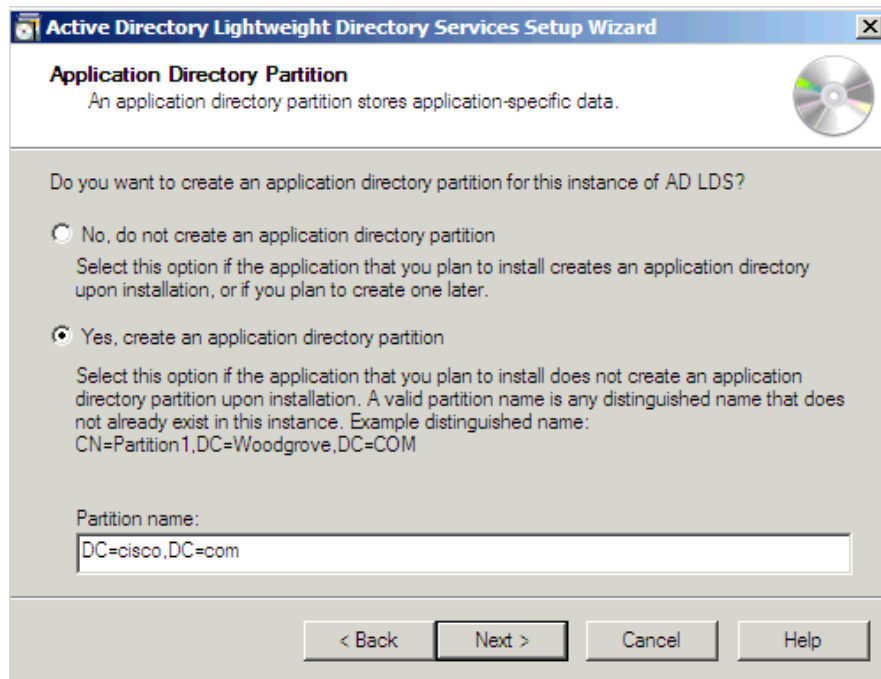 Active Directory Lightweight Directory Services Setup Wizard
Application Directory Partition
An application directory partition stores application-specific data.
Do you want to create an application directory partition for this instance of AD LDS?
No, do not create an application directory partition
Select this option if the application that you plan to install creates an application directory
upon installation, or if you plan to create one later.
Yes, create an application directory partition
Select this option if the application that you plan to install does not create an application
directory partition upon installation. A valid partition name is any distinguished name that does
not already exist in this instance. Example distinguished name:
CN=Partition1,DC=Woodgrove,DC=COM
Partition name:
DC=cisco,DC=com
< Back Next > Cancel Help